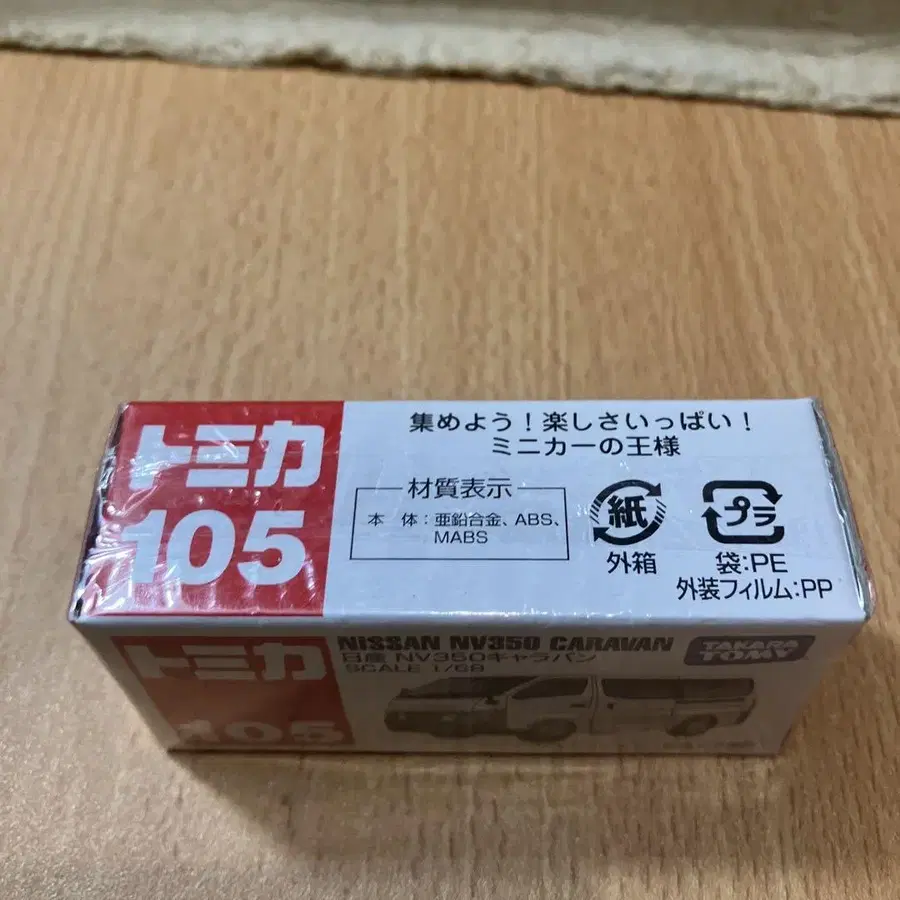 トミカ
105
集めよう!楽しさいっぱい!
ミニカーの王様
材質表示
本 体:亜鉛合金、ABS、
MABS
紙
外箱
プラ
袋:PE
外装フィルム:PP
トミカ
105
NISSAN NV350 CARAVAN
日産 NV350キャラバン
SCALE 1/69
TAKARA
TOMY